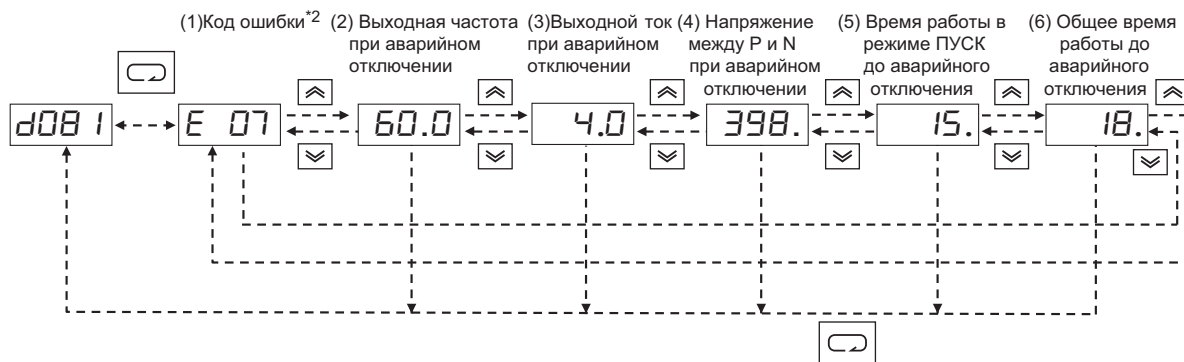 (1)Код ошибки*2
(2) Выходная частота
при аварийном
отключении
(3)Выходной ток
при аварийном
отключении
(4) Напряжение
между P и N
при аварийном
отключении
(5) Время работы в
режиме ПУСК
до аварийного
отключения
(6) Общее время
работы до
аварийного
отключения
d081
E 07
60.0
4.0
398.
15.
18.